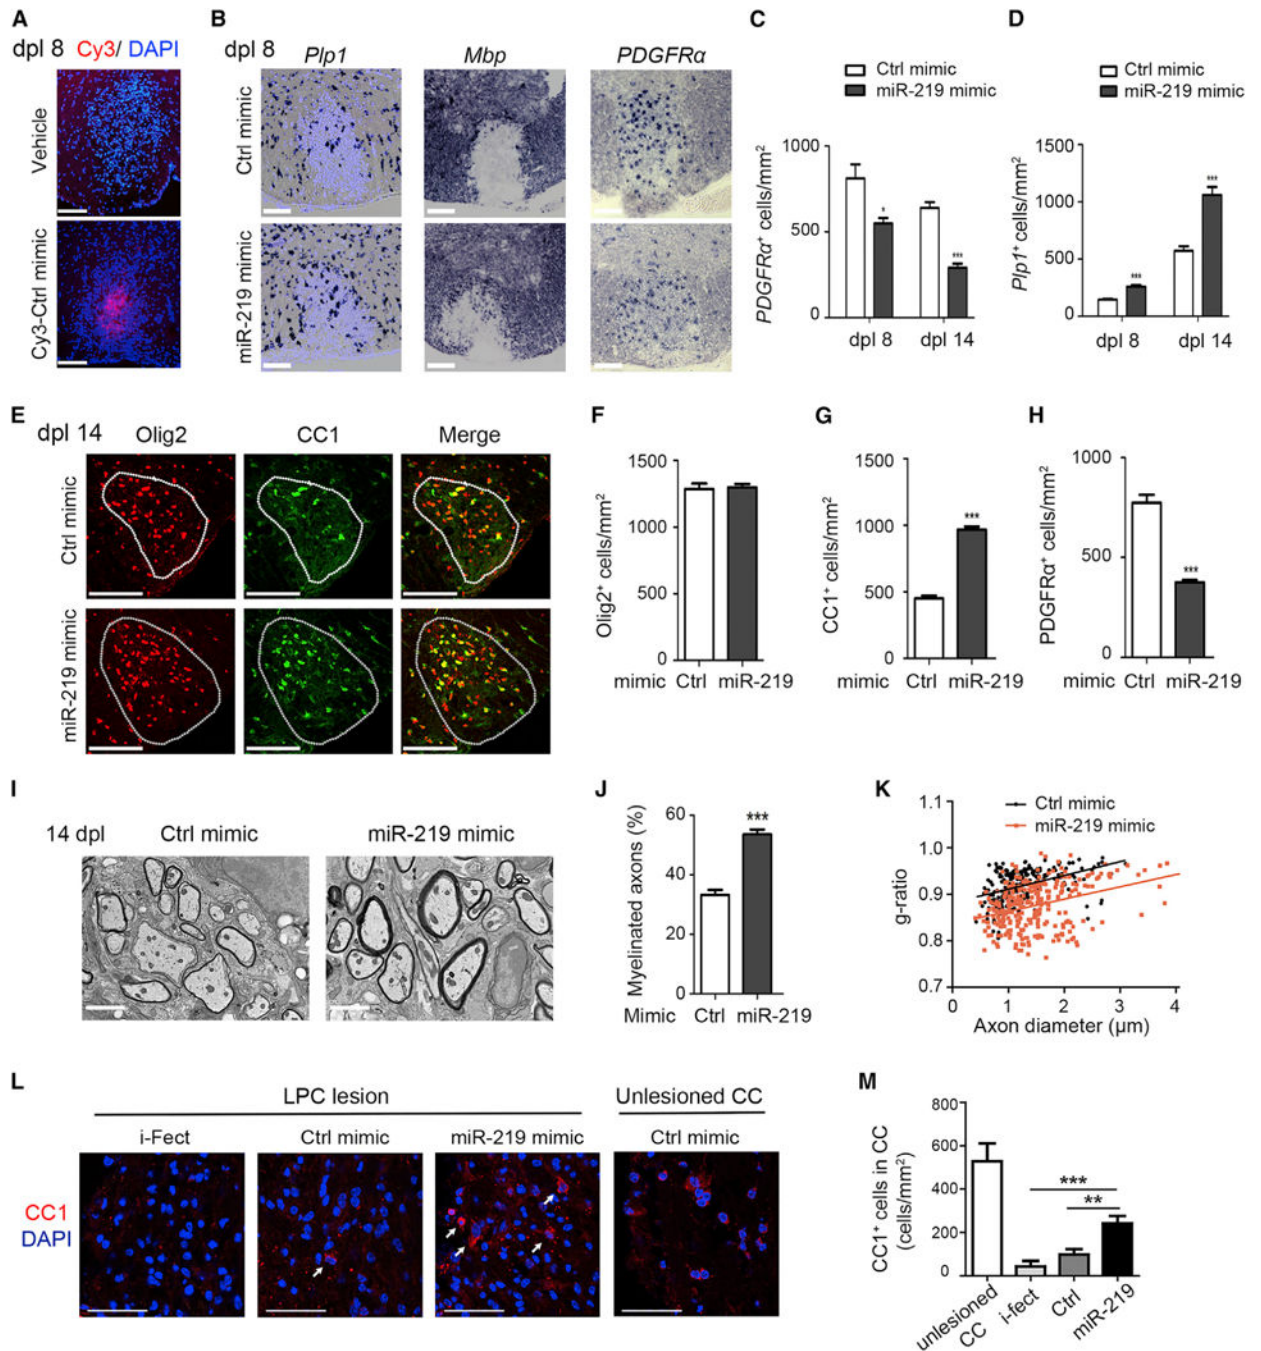 A
dpl 8 Cy3/ DAPI
Vehicle
Cy3-Ctrl mimic
B
dpl 8
Plp1
Mbp
PDGFRα
Ctrl mimic
miR-219 mimic
C
Ctrl mimic
miR-219 mimic
PDGFRα⁺ cells/mm²
1000
500
0
*
***
dpl 8
dpl 14
D
Ctrl mimic
miR-219 mimic
Plp1⁺ cells/mm²
1500
1000
500
0
***
***
dpl 8
dpl 14
E
dpl 14
Olig2
CC1
Merge
Ctrl mimic
miR-219 mimic
F
Olig2⁺ cells/mm²
1500
1000
500
0
mimic Ctrl miR-219
G
CC1⁺ cells/mm²
1500
1000
500
0
***
mimic Ctrl miR-219
H
PDGFRα⁺ cells/mm²
1000
500
0
***
mimic Ctrl miR-219
I
14 dpl
Ctrl mimic
miR-219 mimic
J
Myelinated axons (%)
60
40
20
0
***
Mimic Ctrl miR-219
K
g-ratio
1.1
1.0
0.9
0.8
0.7
Ctrl mimic
miR-219 mimic
0 1 2 3 4
Axon diameter (µm)
L
LPC lesion
Unlesioned CC
i-Fect
Ctrl mimic
miR-219 mimic
Ctrl mimic
CC1
DAPI
M
CC1⁺ cells in CC
(cells/mm²)
800
600
400
200
0
***
**
unlesioned
CC
i-fect
Ctrl
miR-219